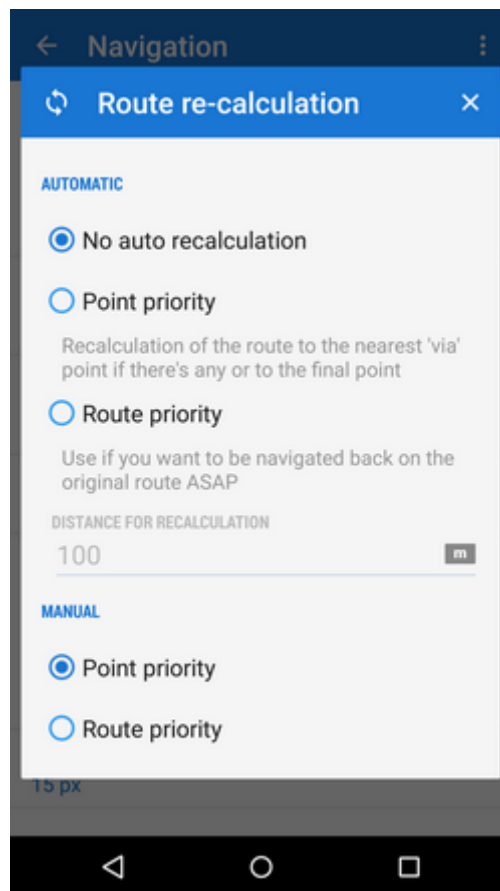 Navigation
Route re-calculation
AUTOMATIC
No auto recalculation
Point priority
Recalculation of the route to the nearest 'via'
point if there's any or to the final point
Route priority
Use if you want to be navigated back on the
original route ASAP
DISTANCE FOR RECALCULATION
100 m
MANUAL
Point priority
Route priority
15 px